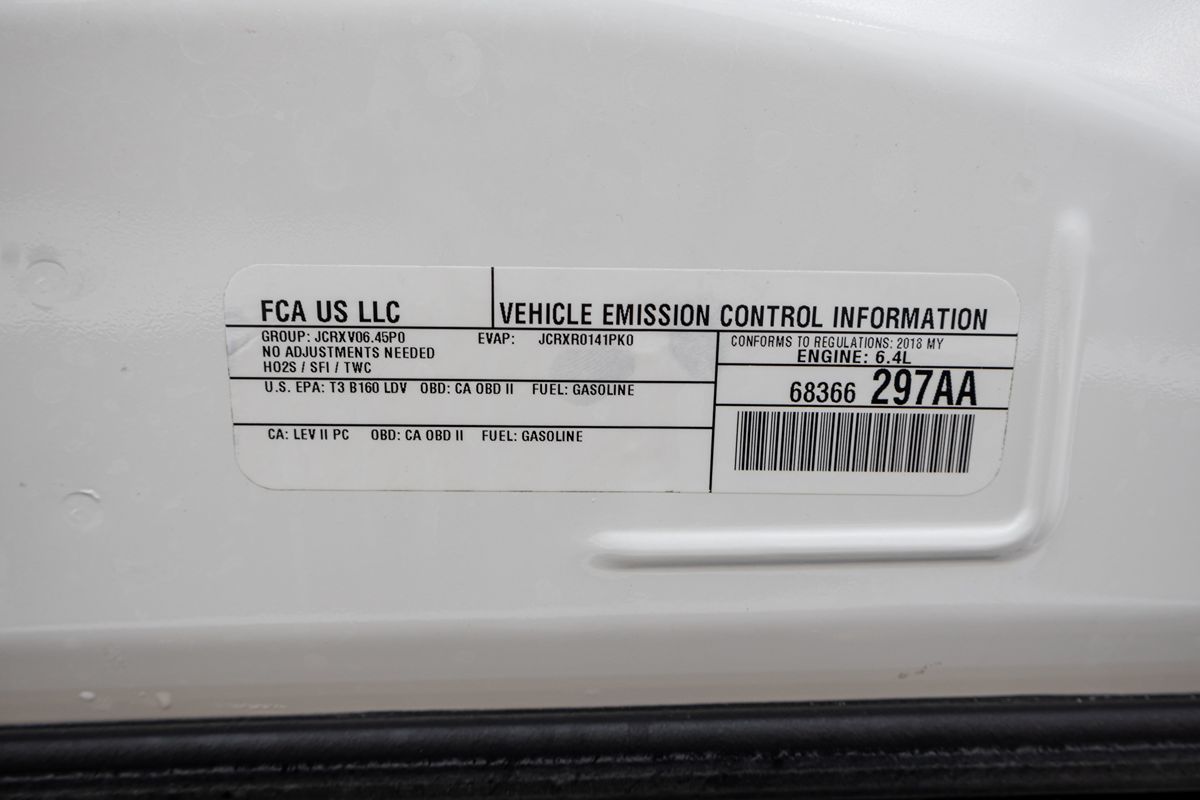 FCA US LLC
VEHICLE EMISSION CONTROL INFORMATION
GROUP: JCRXV06.45P0 EVAP: JCRXR0141PK0
NO ADJUSTMENTS NEEDED
HO2S / SFI / TWC
U.S. EPA: T3 B160 LDV OBD: CA OBD II FUEL: GASOLINE
CA: LEV II PC OBD: CA OBD II FUEL: GASOLINE
CONFORMS TO REGULATIONS: 2018 MY
ENGINE: 6.4L
68366 297AA